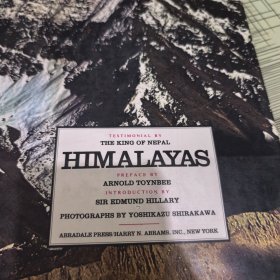 TESTIMONIAL BY
THE KING OF NEPAL
HIMALAYAS
PREFACE BY
ARNOLD TOYNBEE
INTRODUCTION BY
SIR EDMUND HILLARY
PHOTOGRAPHS BY YOSHIKAZU SHIRAKAWA
ABRADALE PRESS/HARRY N. ABRAMS, INC., NEW YORK